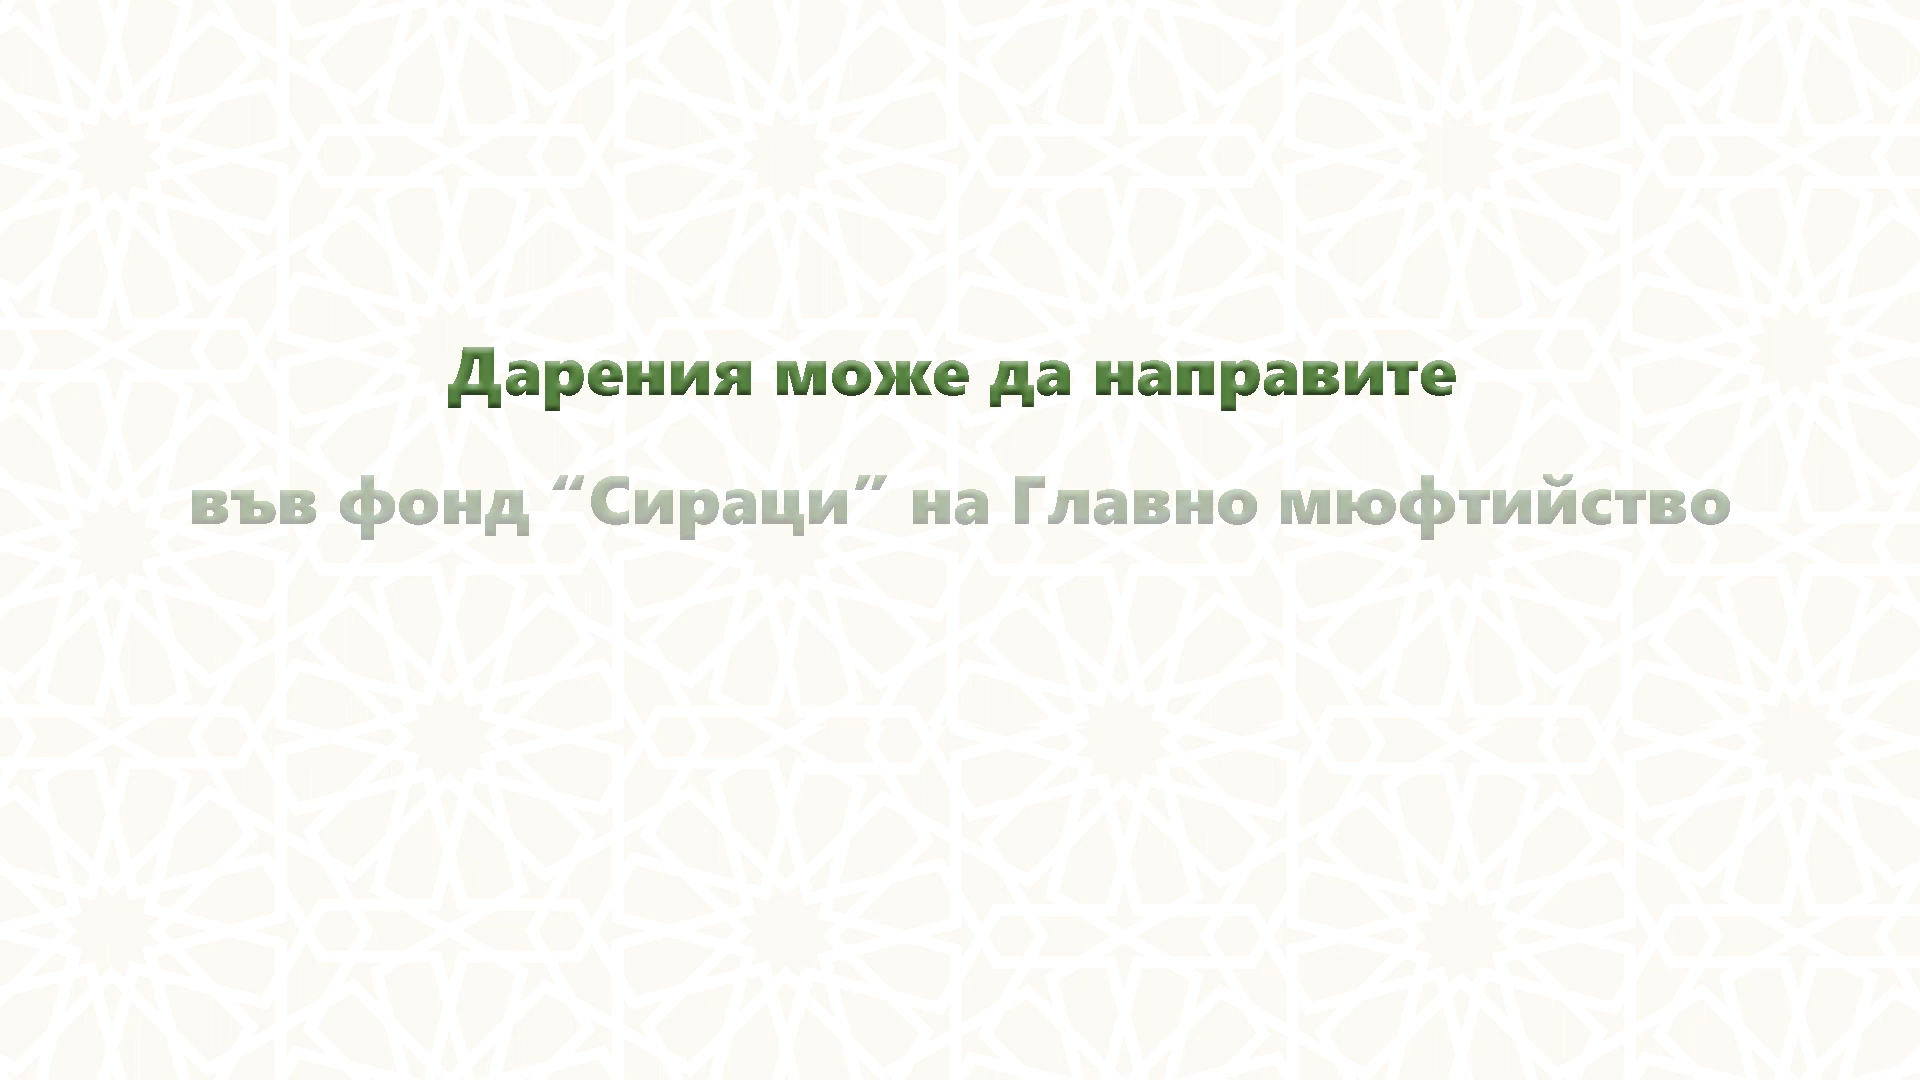 Дарения може да направите
във фонд “Сираци” на Главно мюфтийство